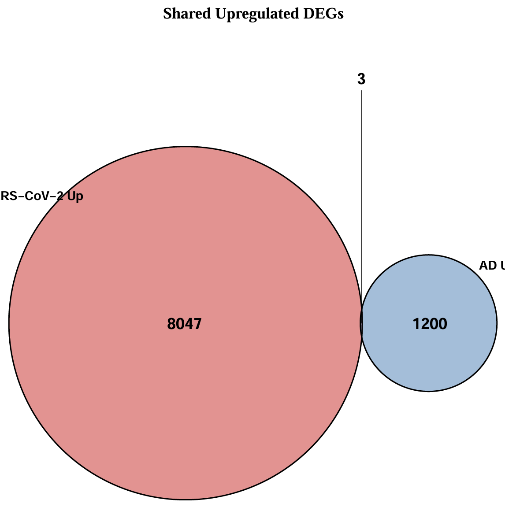 Shared Upregulated DEGs
3
RS-CoV-2 Up
AD U
8047
1200